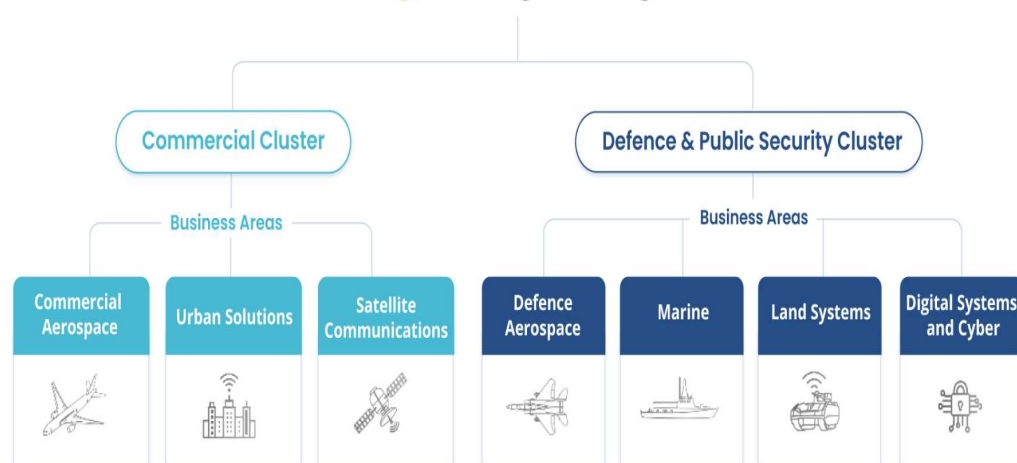 Commercial Cluster
Defence & Public Security Cluster
Business Areas
Business Areas
Commercial
Aerospace
Urban Solutions
Satellite
Communications
Defence
Aerospace
Marine
Land Systems
Digital Systems
and Cyber